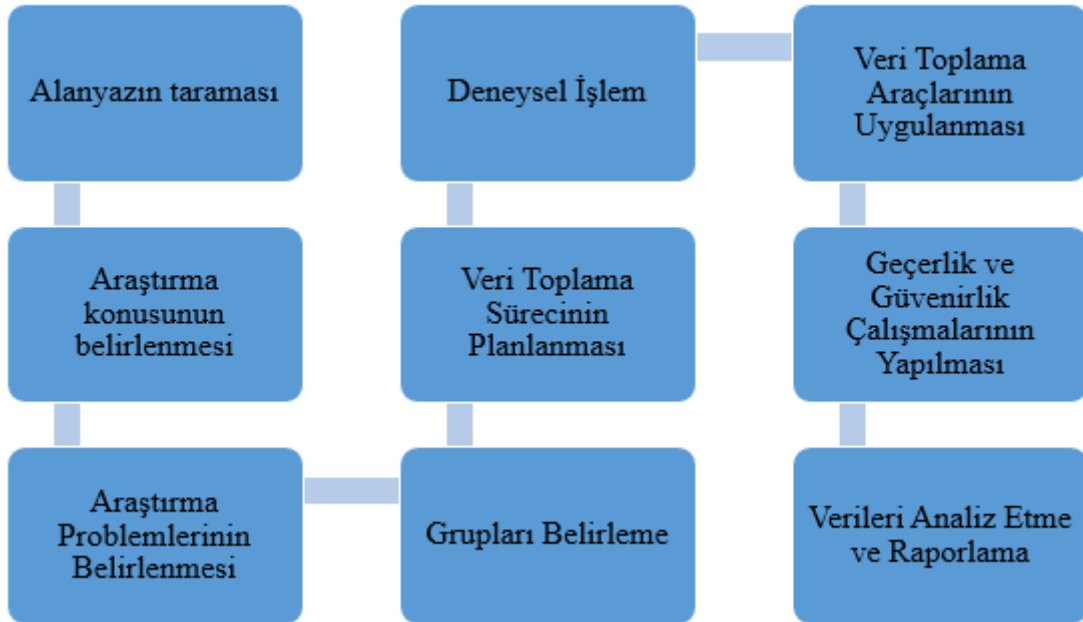 Alanyazın taraması
Araştırma
konusunun
belirlenmesi
Araştırma
Problemlerinin
Belirlenmesi
Grupları Belirleme
Veri Toplama
Sürecinin
Planlanması
Deneysel İşlem
Veri Toplama
Araçlarının
Uygulanması
Geçerlik ve
Güvenirlik
Çalışmalarının
Yapılması
Verileri Analiz Etme
ve Raporlama